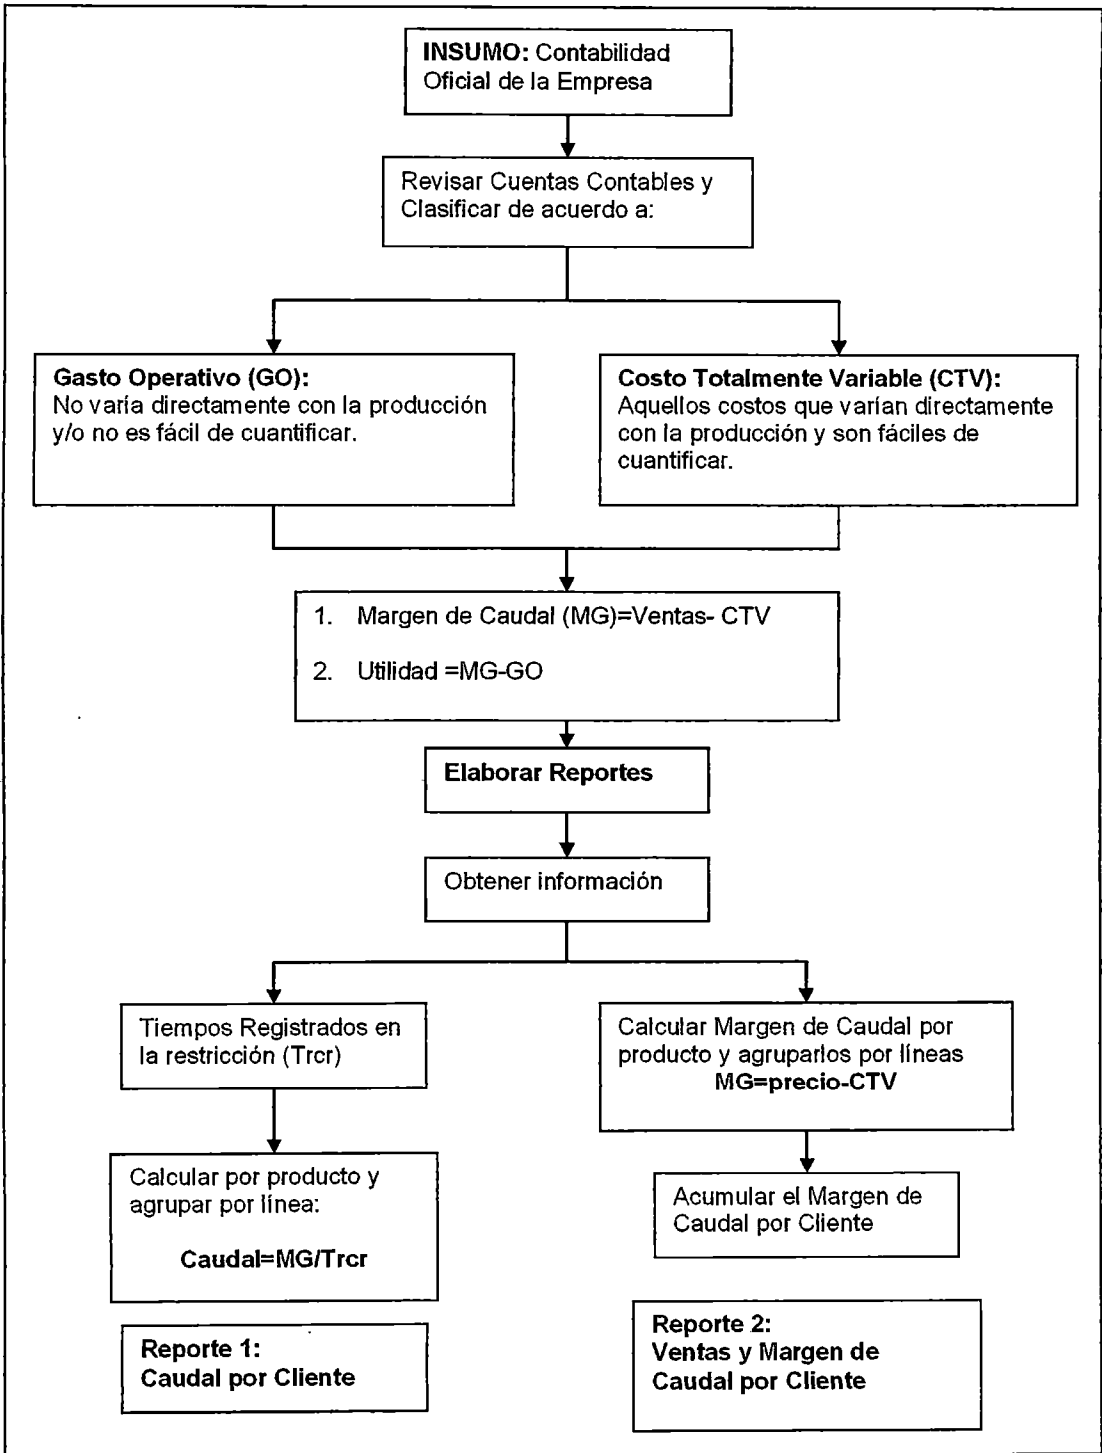 INSUMO: Contabilidad
Oficial de la Empresa
Revisar Cuentas Contables y
Clasificar de acuerdo a:
Gasto Operativo (GO):
No varía directamente con la producción
y/o no es fácil de cuantificar.
Costo Totalmente Variable (CTV):
Aquellos costos que varían directamente
con la producción y son fáciles de
cuantificar.
1. Margen de Caudal (MG)=Ventas- CTV
2. Utilidad =MG-GO
Elaborar Reportes
Obtener información
Tiempos Registrados en
la restricción (Trcr)
Calcular Margen de Caudal por
producto y agruparlos por líneas
MG=precio-CTV
Calcular por producto y
agrupar por línea:
Caudal=MG/Trcr
Acumular el Margen de
Caudal por Cliente
Reporte 1:
Caudal por Cliente
Reporte 2:
Ventas y Margen de
Caudal por Cliente